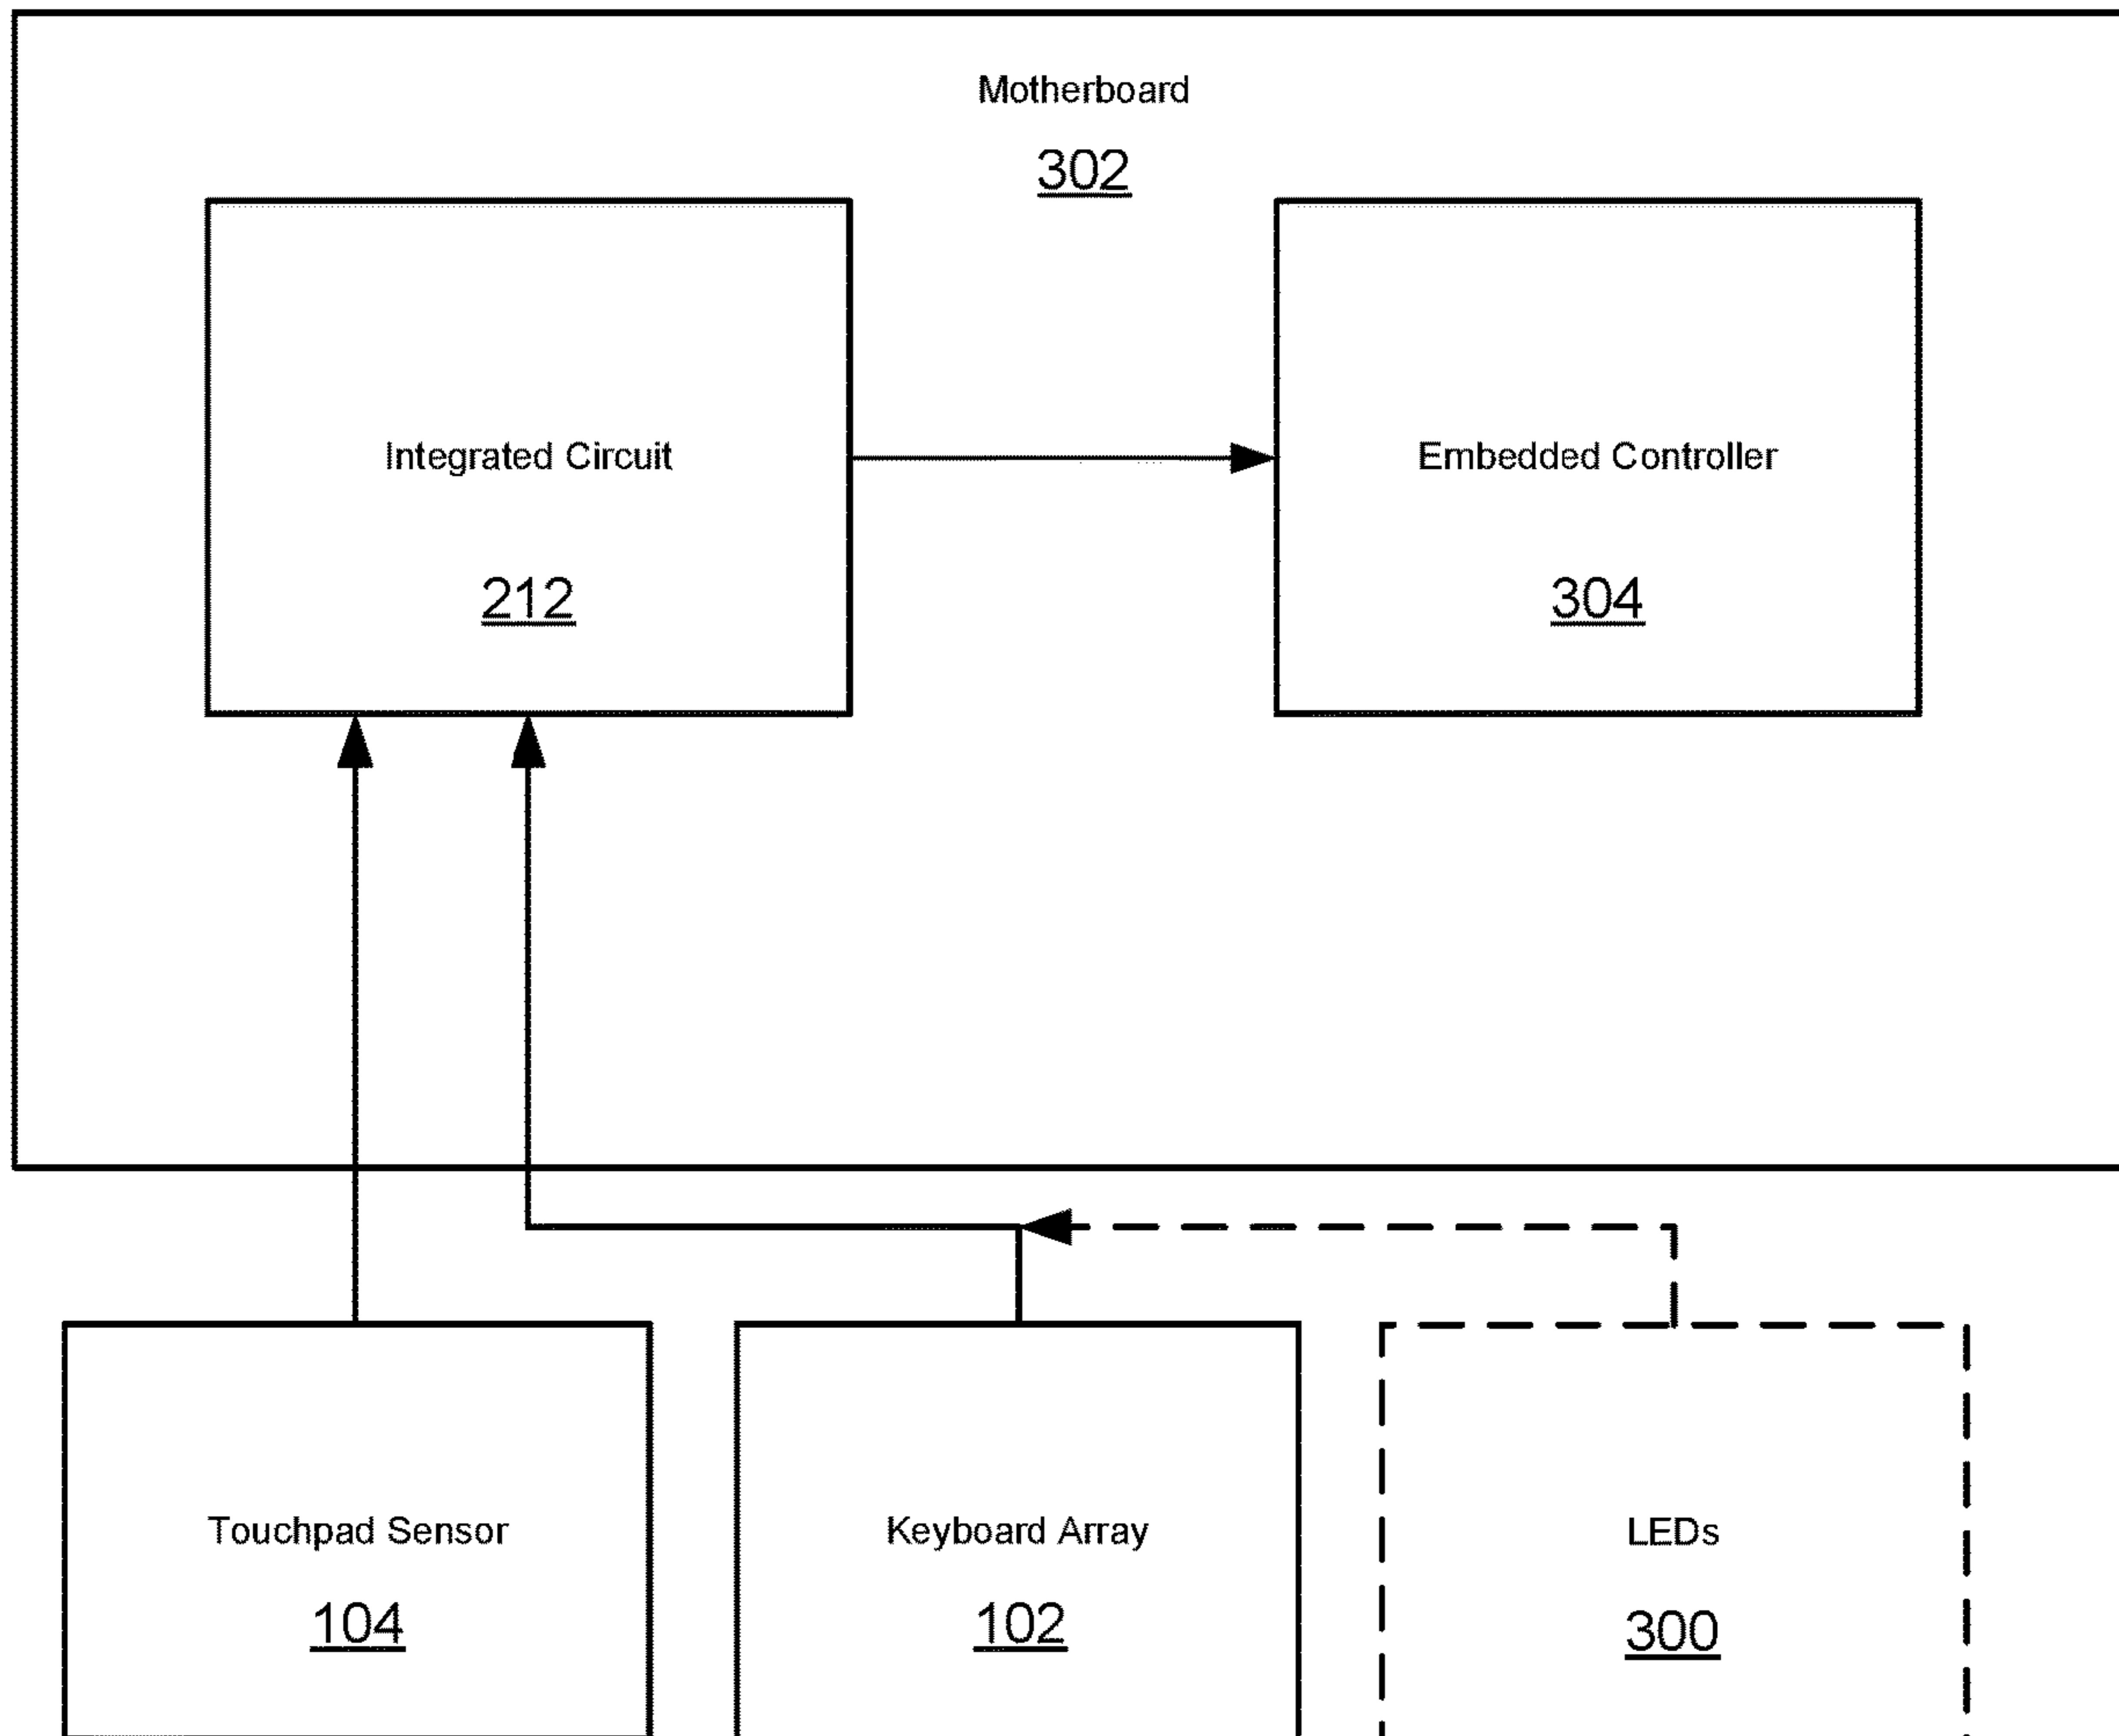 Motherboard
302
Integrated Circuit
212
Embedded Controller
304
Touchpad Sensor
104
Keyboard Array
102
LEDs
300